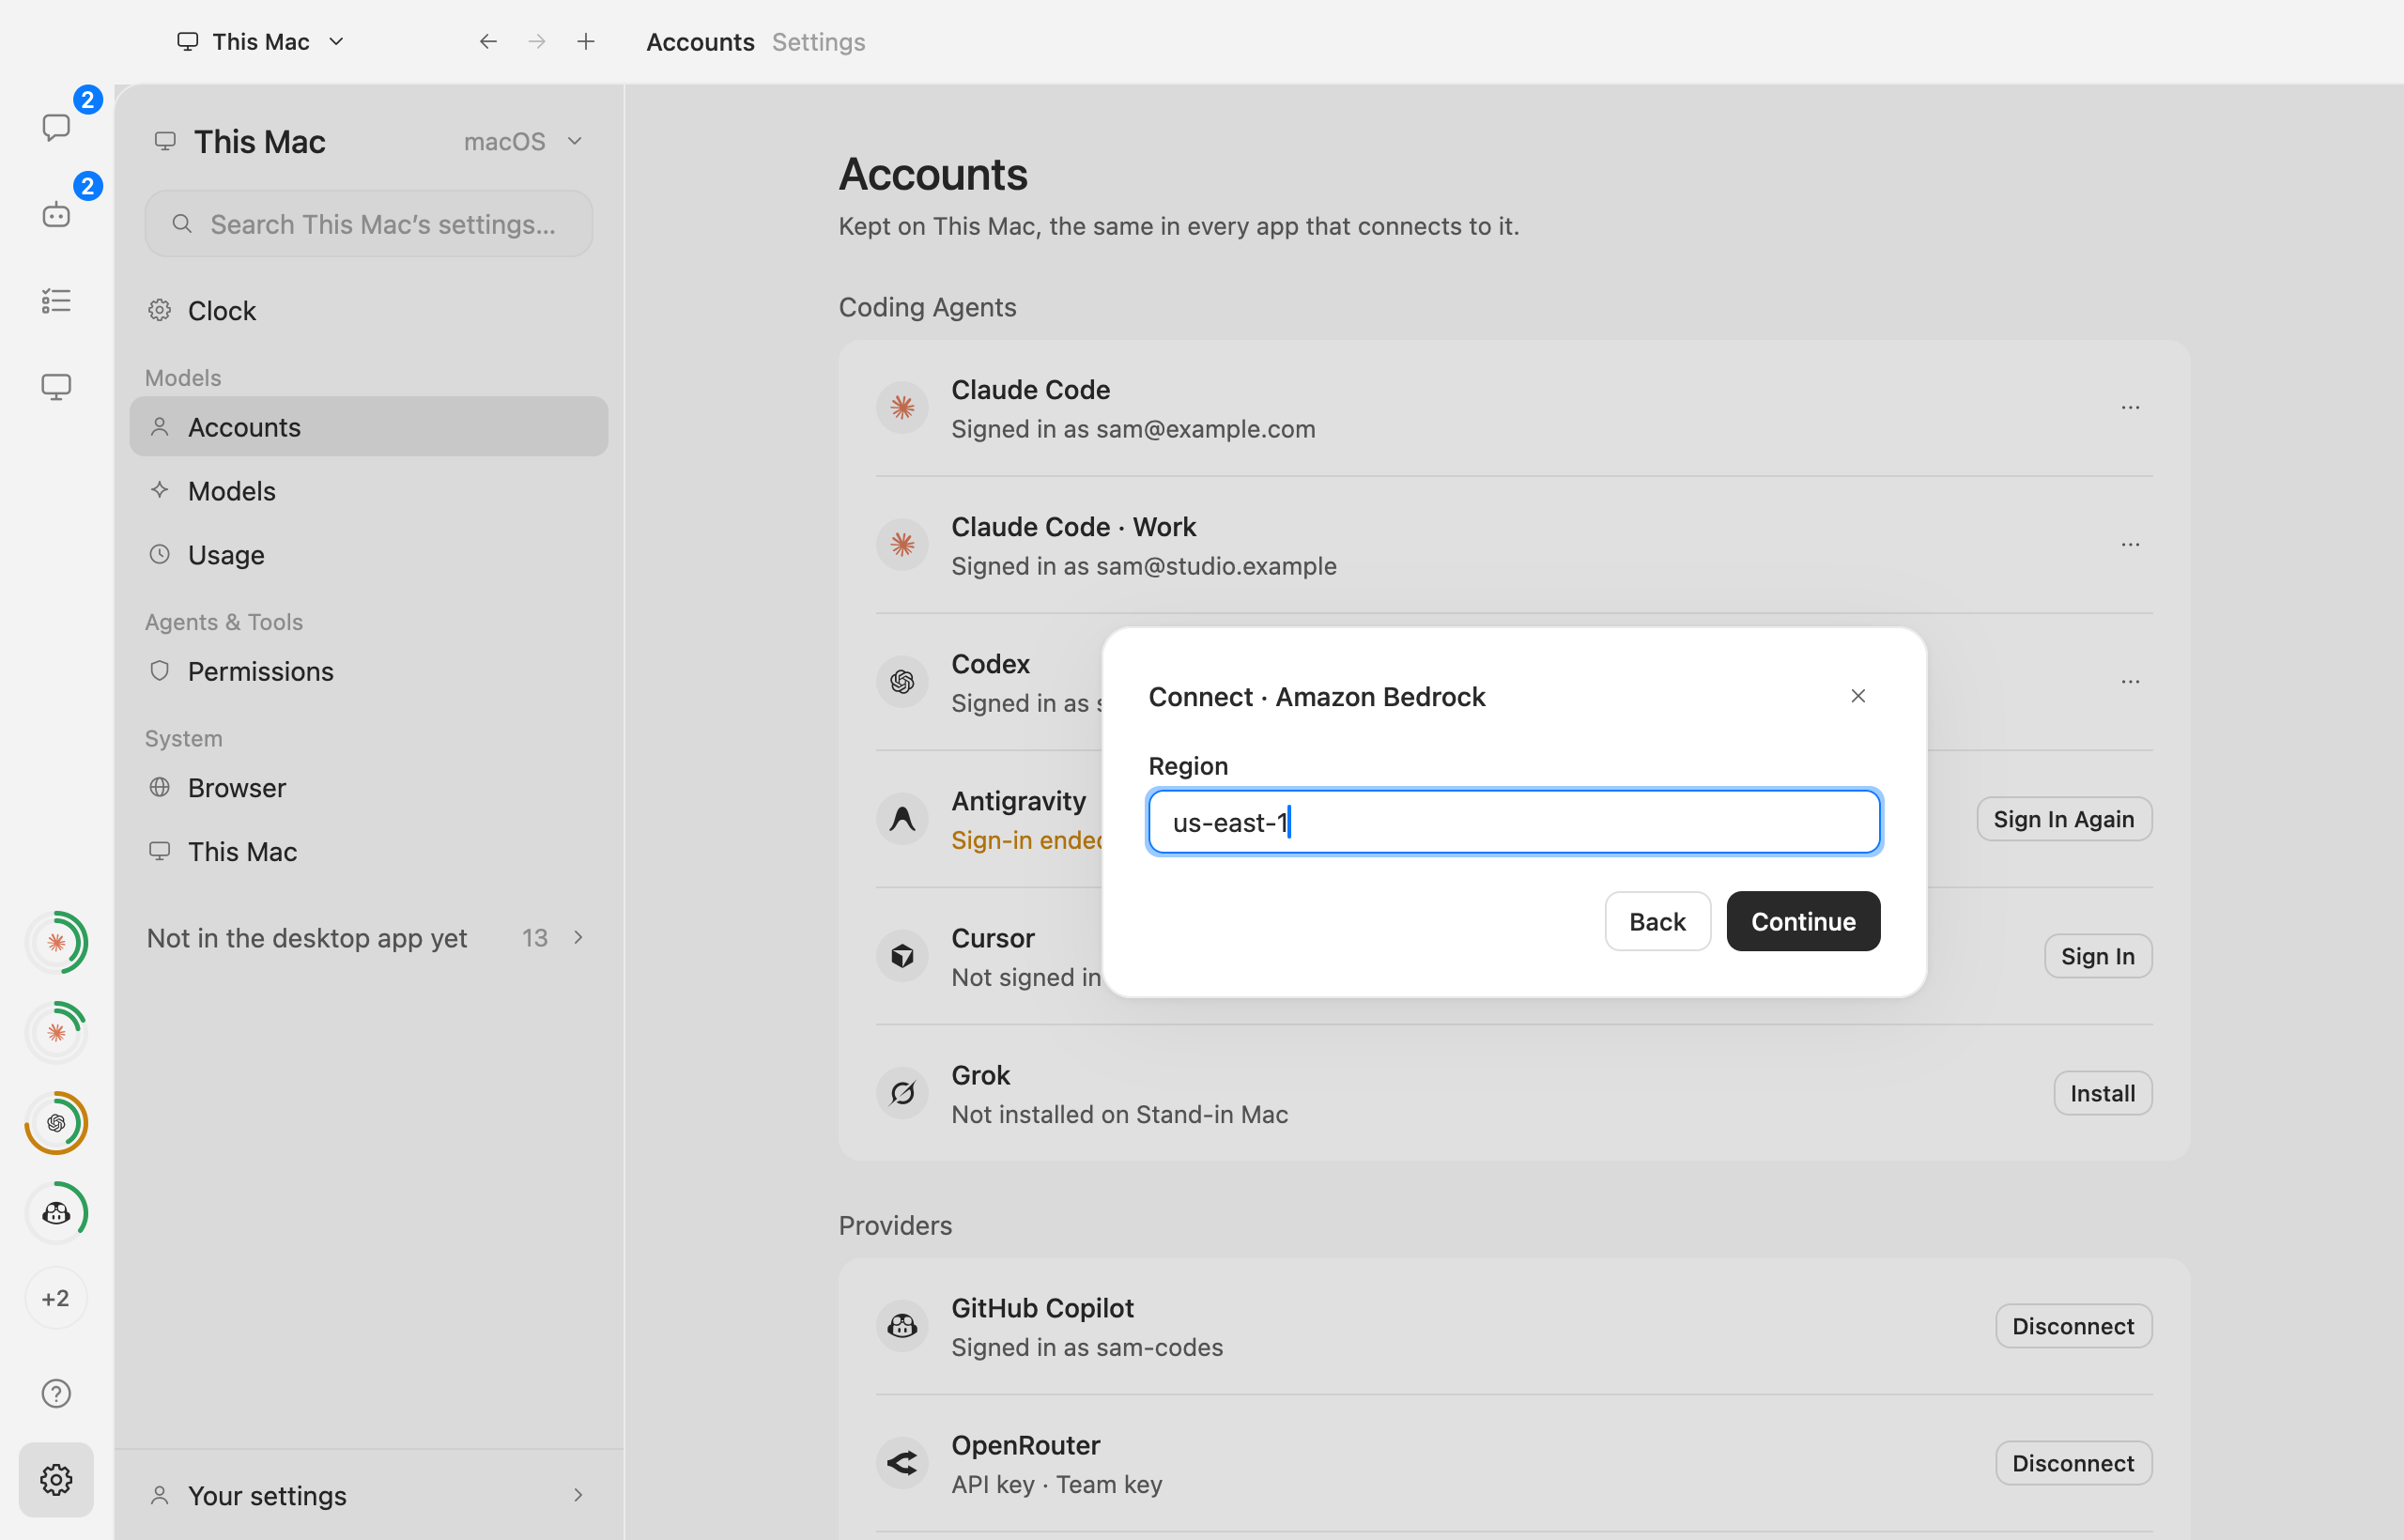 This Mac
Accounts Settings
2
2
This Mac macOS
Search This Mac's settings...
Clock
Models
Accounts
Models
Usage
Agents & Tools
Permissions
System
Browser
This Mac
Not in the desktop app yet 13
+2
Your settings
Accounts
Kept on This Mac, the same in every app that connects to it.
Coding Agents
Claude Code
Signed in as sam@example.com
Claude Code · Work
Signed in as sam@studio.example
Codex
Signed in as
Antigravity
Sign-in ended
Sign In Again
Cursor
Not signed in
Sign In
Grok
Not installed on Stand-in Mac
Install
Connect · Amazon Bedrock
Region
us-east-1
Back Continue
Providers
GitHub Copilot
Signed in as sam-codes
Disconnect
OpenRouter
API key · Team key
Disconnect